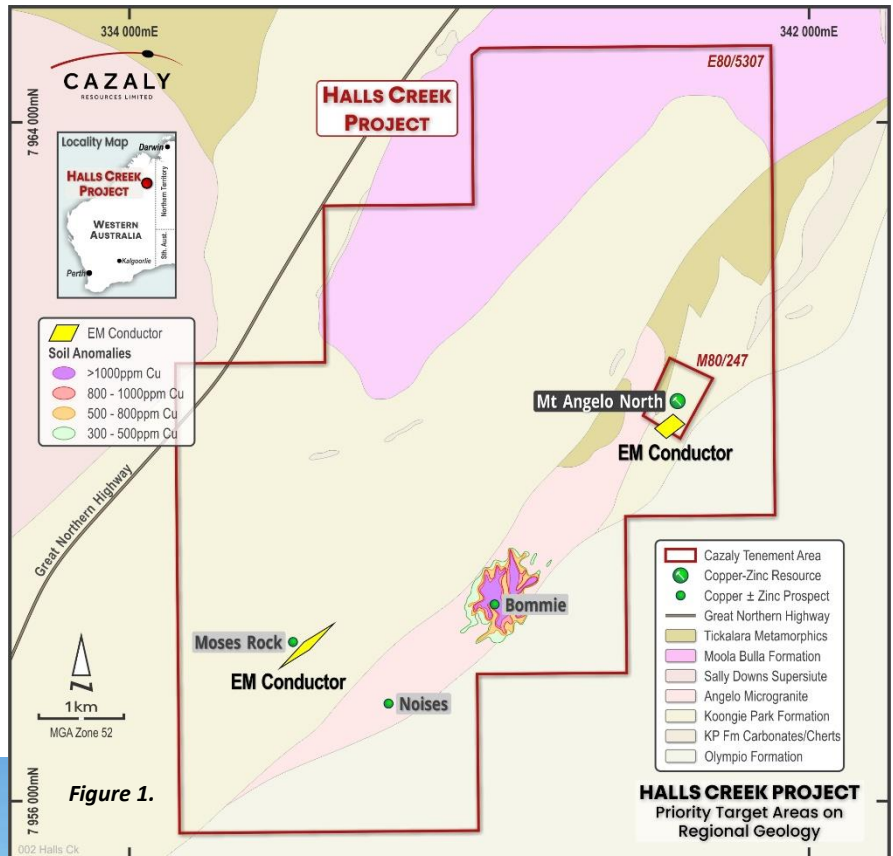 334 000mE
342 000mE
E80/5307
CAZALY
RESOURCES LIMITED
HALLS CREEK
PROJECT
7 964 000mN
Locality Map
Darwin
HALLS CREEK
PROJECT
Northern Territory
WESTERN
AUSTRALIA
Sth. Aust.
Kalgoorlie
Perth
EM Conductor
Soil Anomalies
>1000ppm Cu
800 - 1000ppm Cu
500 - 800ppm Cu
300 - 500ppm Cu
M80/247
Mt Angelo North
EM Conductor
Great Northern Highway
Bommie
Moses Rock
EM Conductor
Noises
N
1km
MGA Zone 52
Cazaly Tenement Area
Copper-Zinc Resource
Copper ± Zinc Prospect
Great Northern Highway
Tickalara Metamorphics
Moola Bulla Formation
Sally Downs Supersiute
Angelo Microgranite
Koongie Park Formation
KP Fm Carbonates/Cherts
Olympio Formation
7 956 000mN
Figure 1.
HALLS CREEK PROJECT
Priority Target Areas on
Regional Geology
002 Halls Ck